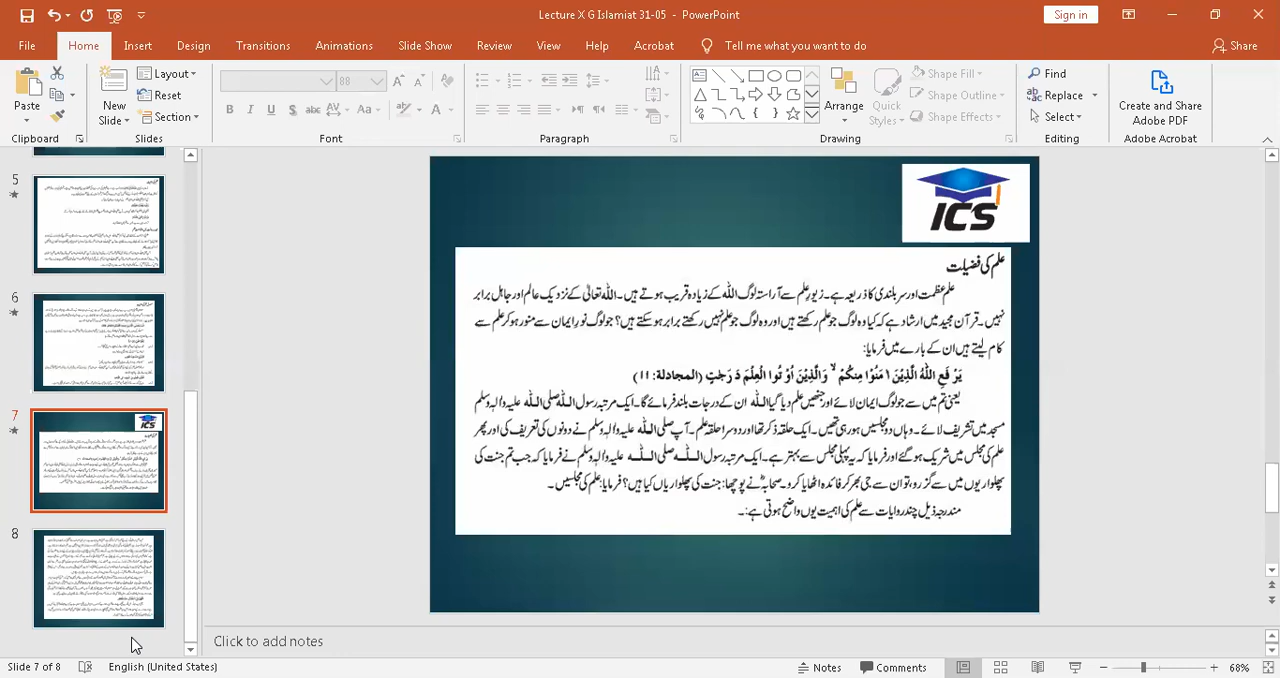 Lecture X G Islamiat 31-05 - PowerPoint
Sign in
File Home Insert Design Transitions Animations Slide Show Review View Help Acrobat Tell me what you want to do Share
Paste
New Slide
Layout
Reset
Section
88
B I U S abc AV Aa A
Arrange
Quick Styles
Shape Fill
Shape Outline
Shape Effects
Find
Replace
Select
Create and Share Adobe PDF
Clipboard Slides Font Paragraph Drawing Editing Adobe Acrobat
5
6
7
8
ICS
علم کی فضیلت
علم عظمت اور سربلندی کا ذریعہ ہے۔ زیورِ علم سے آراستہ لوگ اللہ کے زیادہ قریب ہوتے ہیں۔ اللہ تعالیٰ کے نزدیک عالم اور جاہل برابر
نہیں۔ قرآن مجید میں ارشاد ہے کہ کیا وہ لوگ، جو علم رکھتے ہیں اور وہ لوگ جو علم نہیں رکھتے برابر ہو سکتے ہیں؟ جو لوگ نورِ ایمان سے منور ہو کر علم سے
کام لیتے ہیں ان کے بارے میں فرمایا:
يَرْفَعِ اللّٰهُ الَّذِيْنَ اٰمَنُوْا مِنْكُمْ ۙ وَالَّذِيْنَ اُوْتُوا الْعِلْمَ دَرَجٰتٍ (المجادلة: ١١)
یعنی تم میں سے جو لوگ ایمان لائے اور جنھیں علم دیا گیا اللہ ان کے درجات بلند فرمائے گا۔ ایک مرتبہ رسول اللہ صلی اللہ علیہ والہ وسلم
مسجد میں تشریف لائے۔ وہاں دو مجلسیں ہو رہی تھیں۔ ایک حلقہ ذکر تھا اور دوسرا حلقہ علم۔ آپ صلی اللہ علیہ والہ وسلم نے دونوں کی تعریف کی اور پھر
علم کی مجلس میں شریک ہو گئے اور فرمایا کہ یہ پہلی مجلس سے بہتر ہے۔ ایک مرتبہ رسول اللہ صلی اللہ علیہ والہ وسلم نے فرمایا کہ جب تم جنت کی
پھلواریوں میں سے گزرو، تو ان سے جی بھر کر فائدہ اٹھایا کرو۔ صحابہؓ نے پوچھا: جنت کی پھلواریاں کیا ہیں؟ فرمایا: علم کی مجلسیں۔
مندرجہ ذیل چند روایات سے علم کی اہمیت یوں واضح ہوتی ہے:۔
Click to add notes
Slide 7 of 8 English (United States) Notes Comments 68%